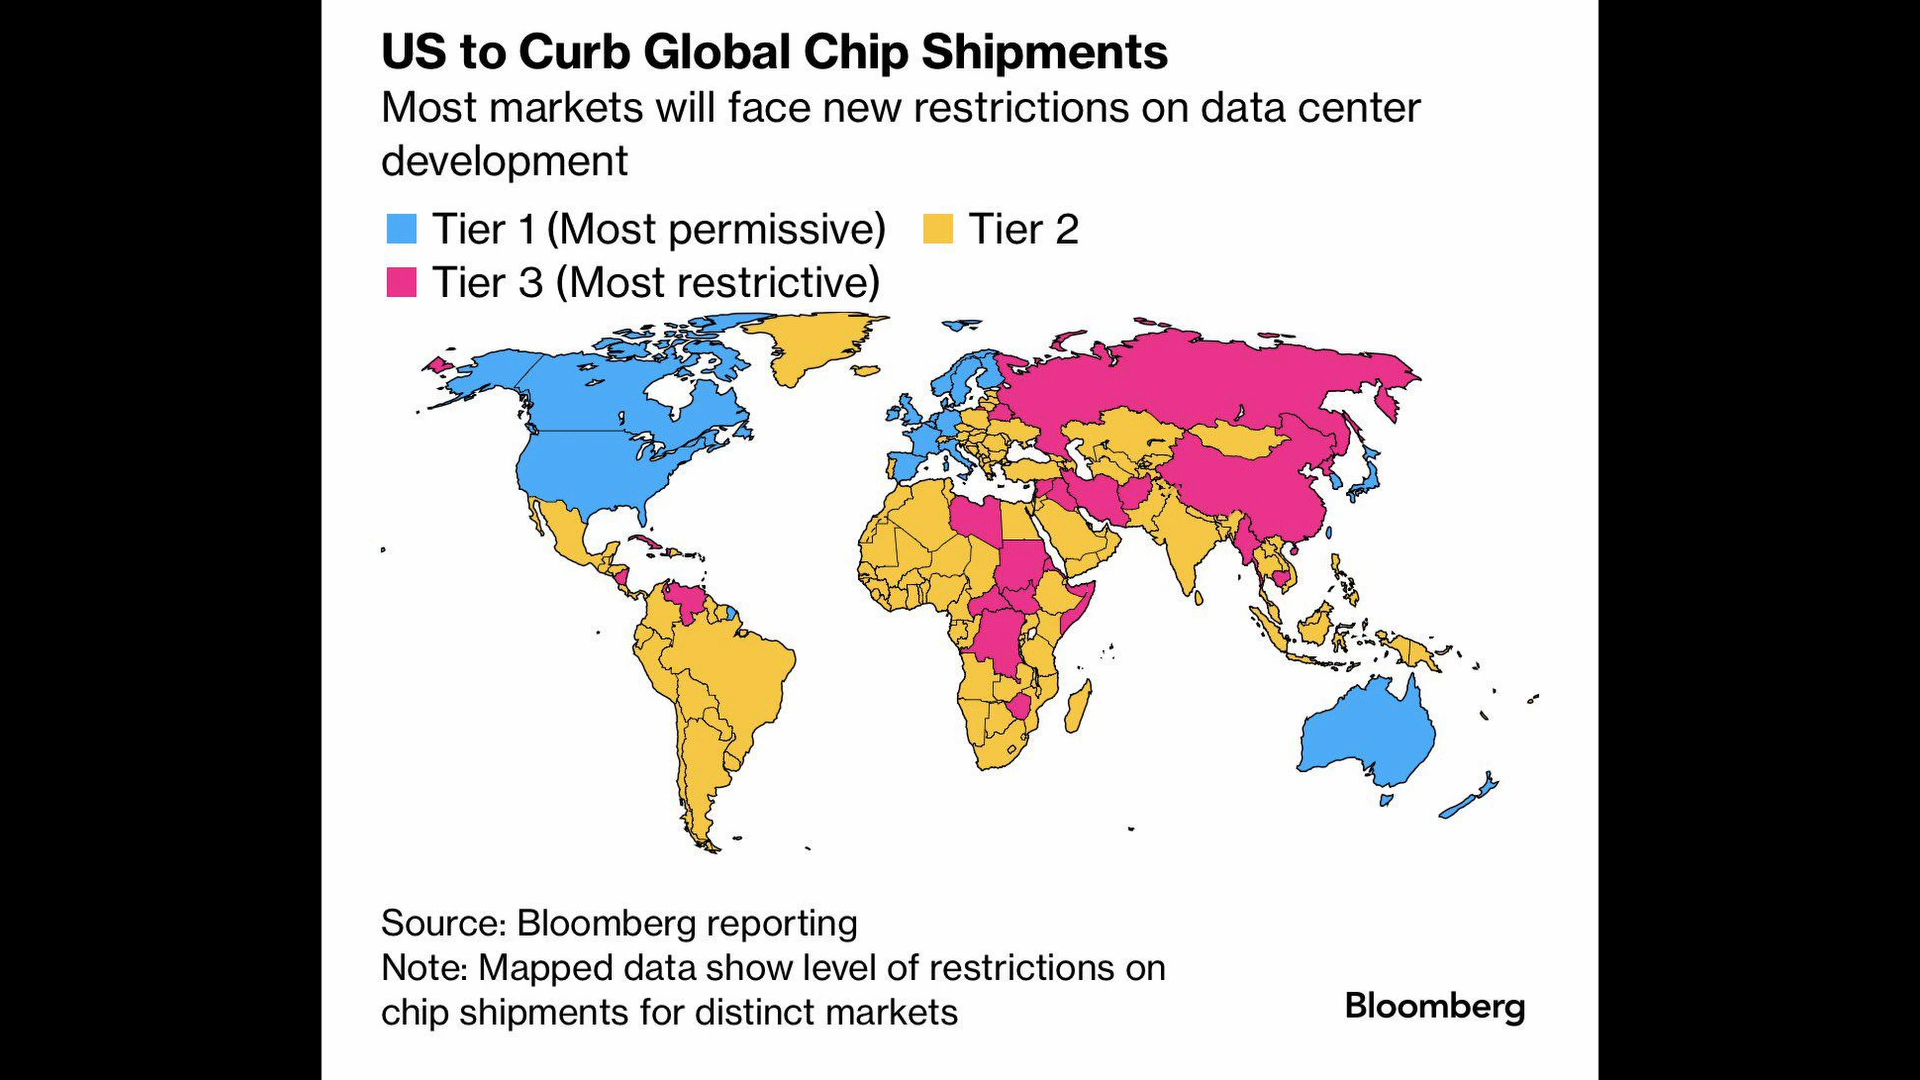 US to Curb Global Chip Shipments
Most markets will face new restrictions on data center
development
Tier 1 (Most permissive) Tier 2
Tier 3 (Most restrictive)
Source: Bloomberg reporting
Note: Mapped data show level of restrictions on
chip shipments for distinct markets
Bloomberg